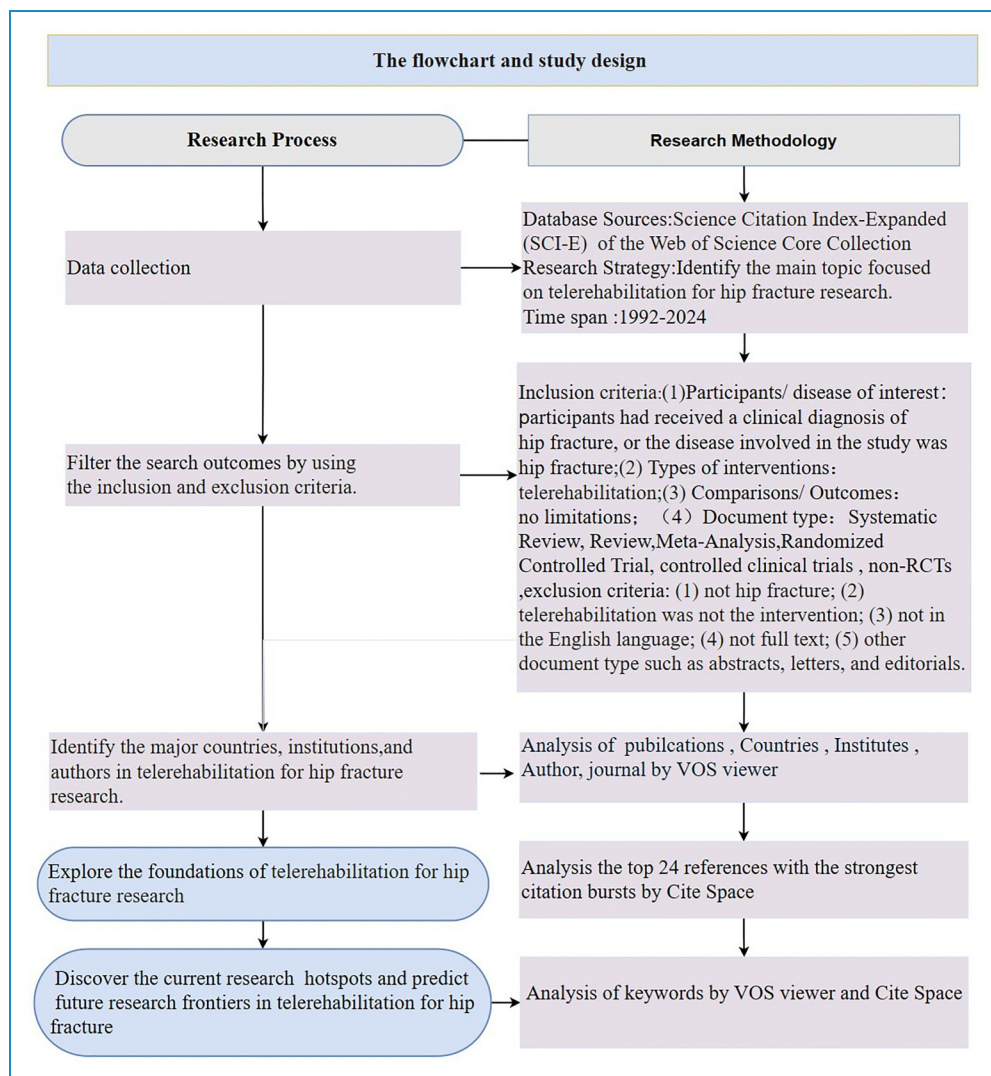 The flowchart and study design
Research Process
Research Methodology
Data collection
Database Sources:Science Citation Index-Expanded
(SCI-E) of the Web of Science Core Collection
Research Strategy:Identify the main topic focused
on telerehabilitation for hip fracture research.
Time span :1992-2024
Filter the search outcomes by using
the inclusion and exclusion criteria.
Inclusion criteria:(1)Participants/ disease of interest：
participants had received a clinical diagnosis of
hip fracture, or the disease involved in the study was
hip fracture;(2) Types of interventions：
telerehabilitation;(3) Comparisons/ Outcomes：
no limitations； （4）Document type：Systematic
Review, Review,Meta-Analysis,Randomized
Controlled Trial, controlled clinical trials , non-RCTs
,exclusion criteria: (1) not hip fracture; (2)
telerehabilitation was not the intervention; (3) not in
the English language; (4) not full text; (5) other
document type such as abstracts, letters, and editorials.
Identify the major countries, institutions,and
authors in telerehabilitation for hip fracture
research.
Analysis of pubilcations , Countries , Institutes ,
Author, journal by VOS viewer
Explore the foundations of telerehabilitation for hip
fracture research
Analysis the top 24 references with the strongest
citation bursts by Cite Space
Discover the current research hotspots and predict
future research frontiers in telerehabilitation for hip
fracture
Analysis of keywords by VOS viewer and Cite Space